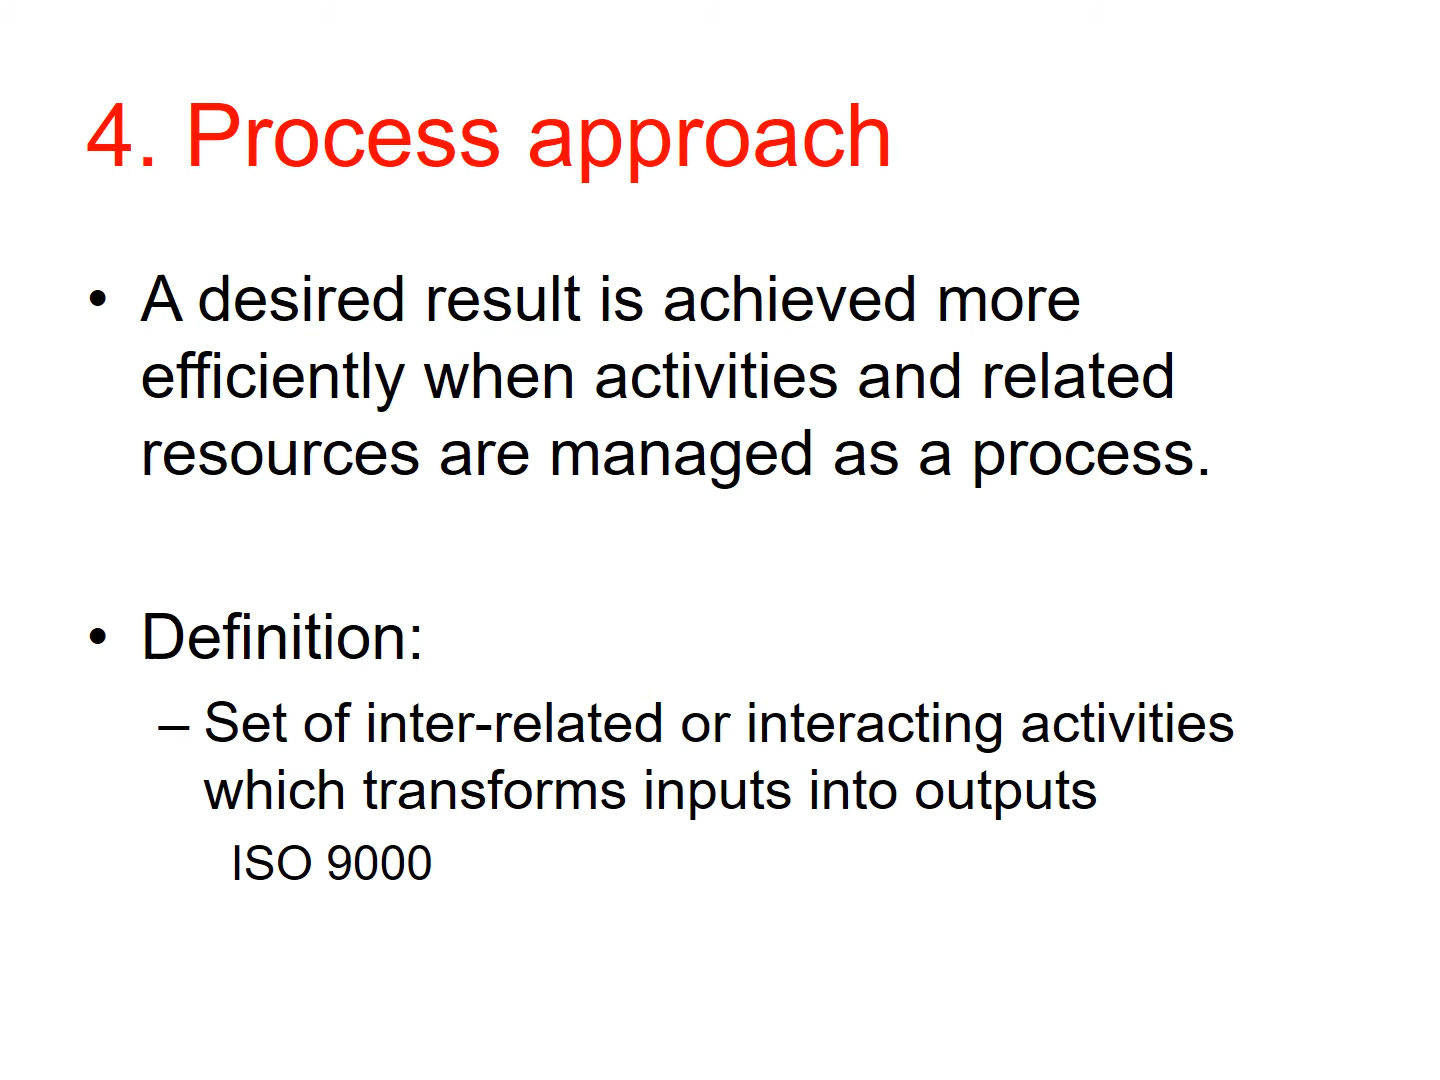 4. Process approach
• A desired result is achieved more
efficiently when activities and related
resources are managed as a process.
• Definition:
– Set of inter-related or interacting activities
which transforms inputs into outputs
ISO 9000